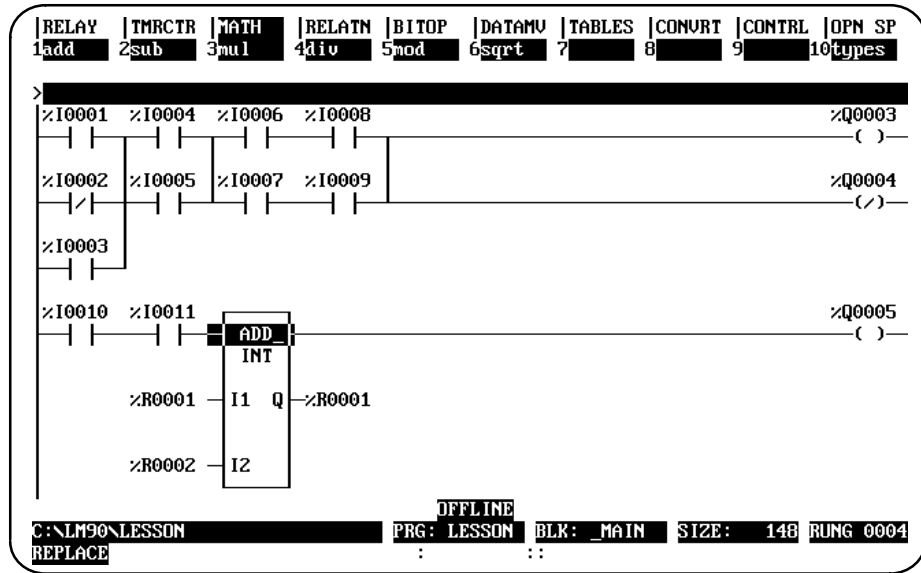 |RELAY |TMRCTR |MATH |RELATN |BITOP |DATAMV |TABLES |CONVRT |CONTRL |OPN SP
1add 2sub 3mul 4div 5mod 6sqrt 7 8 9 10types
>
%I0001 %I0004 %I0006 %I0008 %Q0003
( )
%I0002 %I0005 %I0007 %I0009 %Q0004
(/)
%I0003
%I0010 %I0011 %Q0005
ADD_ ( )
INT
%R0001 I1 Q %R0001
%R0002 I2
OFFLINE
C:\LM90\LESSON PRG: LESSON BLK: _MAIN SIZE: 148 RUNG 0004
REPLACE : ::